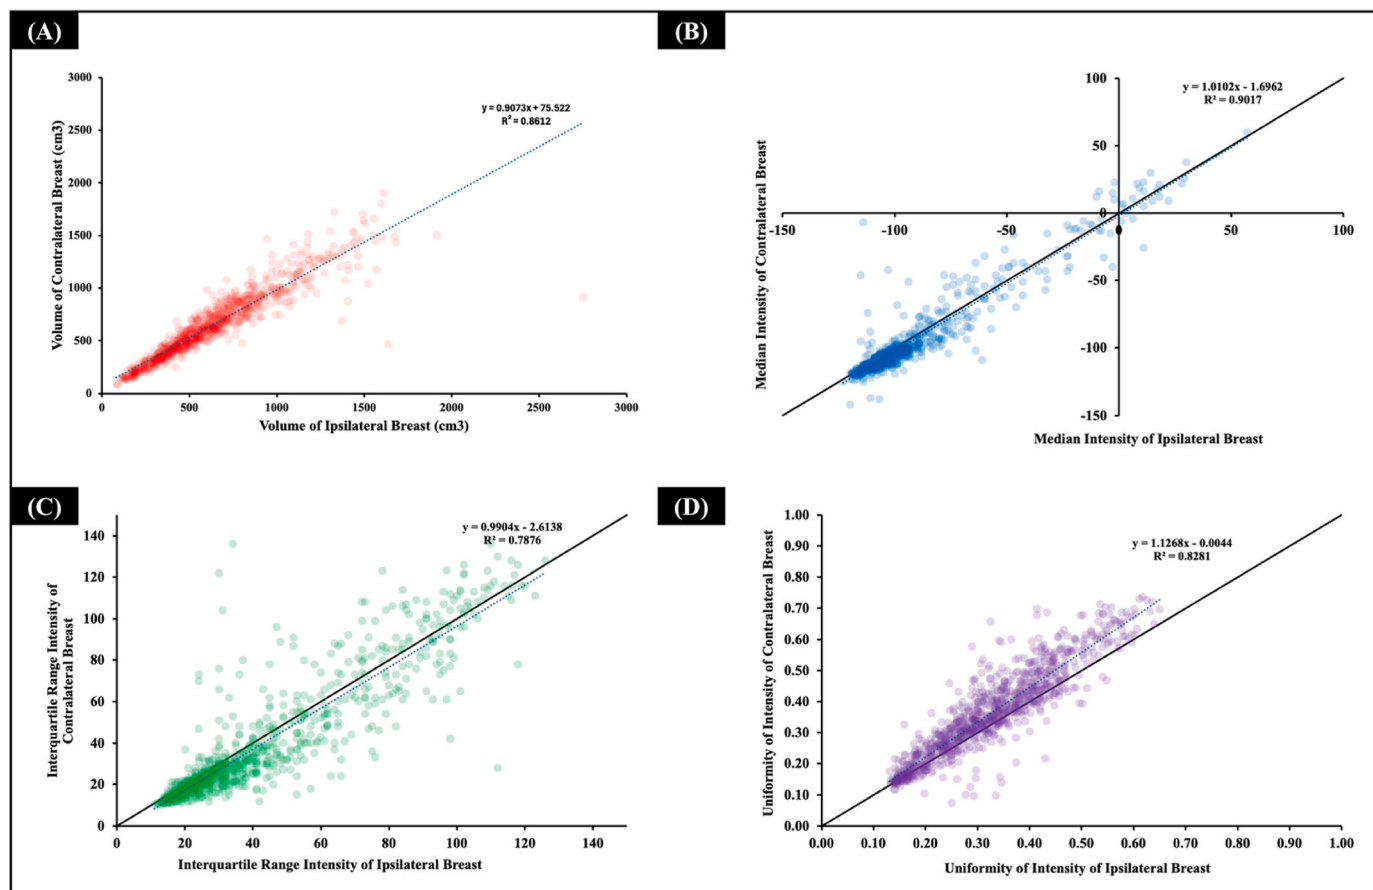 (A)
3000
2500
2000
1500
1000
500
0
0 500 1000 1500 2000 2500 3000
Volume of Contralateral Breast (cm3)
Volume of Ipsilateral Breast (cm3)
y = 0.9073x + 75.522
R² = 0.8612
(B)
100
50
0
-50
-100
-150
-150 -100 -50 0 50 100
Median Intensity of Contralateral Breast
Median Intensity of Ipsilateral Breast
y = 1.0102x - 1.6962
R² = 0.9017
(C)
140
120
100
80
60
40
20
0
0 20 40 60 80 100 120 140
Interquartile Range Intensity of
Contralateral Breast
Interquartile Range Intensity of Ipsilateral Breast
y = 0.9904x - 2.6138
R² = 0.7876
(D)
1.00
0.90
0.80
0.70
0.60
0.50
0.40
0.30
0.20
0.10
0.00
0.00 0.10 0.20 0.30 0.40 0.50 0.60 0.70 0.80 0.90 1.00
Uniformity of Intensity of Contralateral Breast
Uniformity of Intensity of Ipsilateral Breast
y = 1.1268x - 0.0044
R² = 0.8281